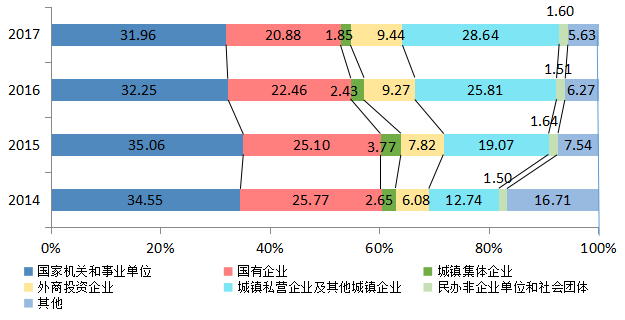 1.60
2017 31.96 20.88 1.85 9.44 28.64 5.63
1.51
2016 32.25 22.46 2.43 9.27 25.81 6.27
1.64
2015 35.06 25.10 3.77 7.82 19.07 7.54
1.50
2014 34.55 25.77 2.65 6.08 12.74 16.71
0% 20% 40% 60% 80% 100%
国家机关和事业单位 国有企业 城镇集体企业
外商投资企业 城镇私营企业及其他城镇企业 民办非企业单位和社会团体
其他